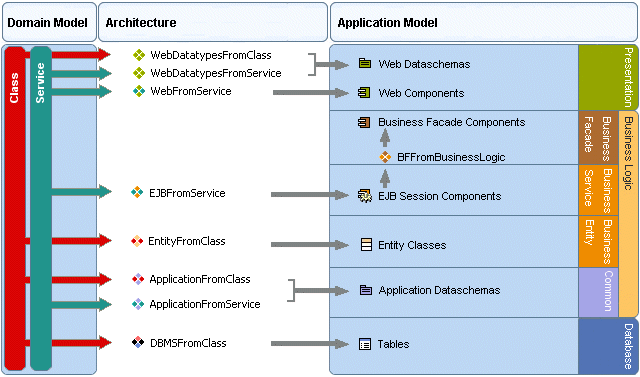 Domain Model
Architecture
Application Model
Class
Service
WebDatatypesFromClass
WebDatatypesFromService
WebFromService
EJBFromService
EntityFromClass
ApplicationFromClass
ApplicationFromService
DBMSFromClass
Web Dataschemas
Web Components
Business Facade Components
BFFromBusinessLogic
EJB Session Components
Entity Classes
Application Dataschemas
Tables
Presentation
Business
Facade
Business
Service
Business
Entity
Common
Business Logic
Database